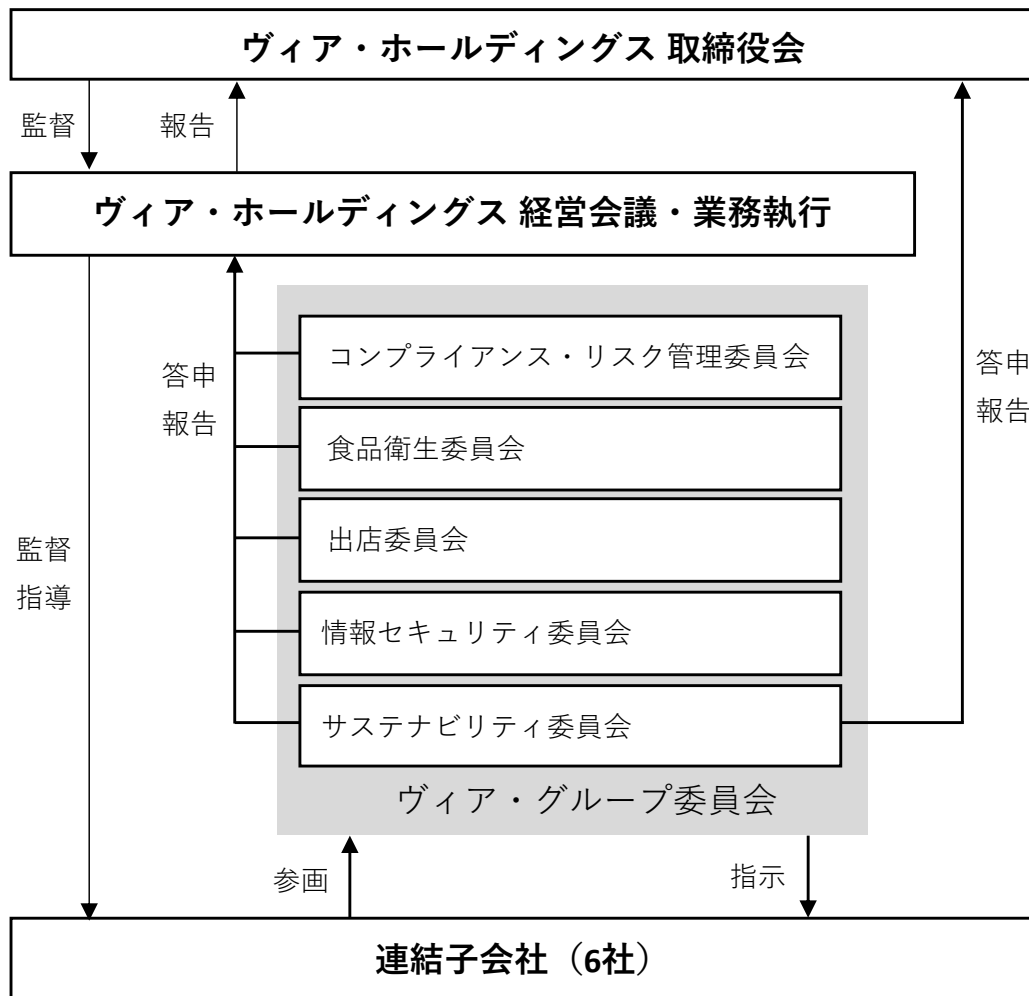 ヴィア・ホールディングス 取締役会
監督
報告
ヴィア・ホールディングス 経営会議・業務執行
コンプライアンス・リスク管理委員会
答申
報告
答申
報告
食品衛生委員会
出店委員会
監督
指導
情報セキュリティ委員会
サステナビリティ委員会
ヴィア・グループ委員会
参画
指示
連結子会社（6社）